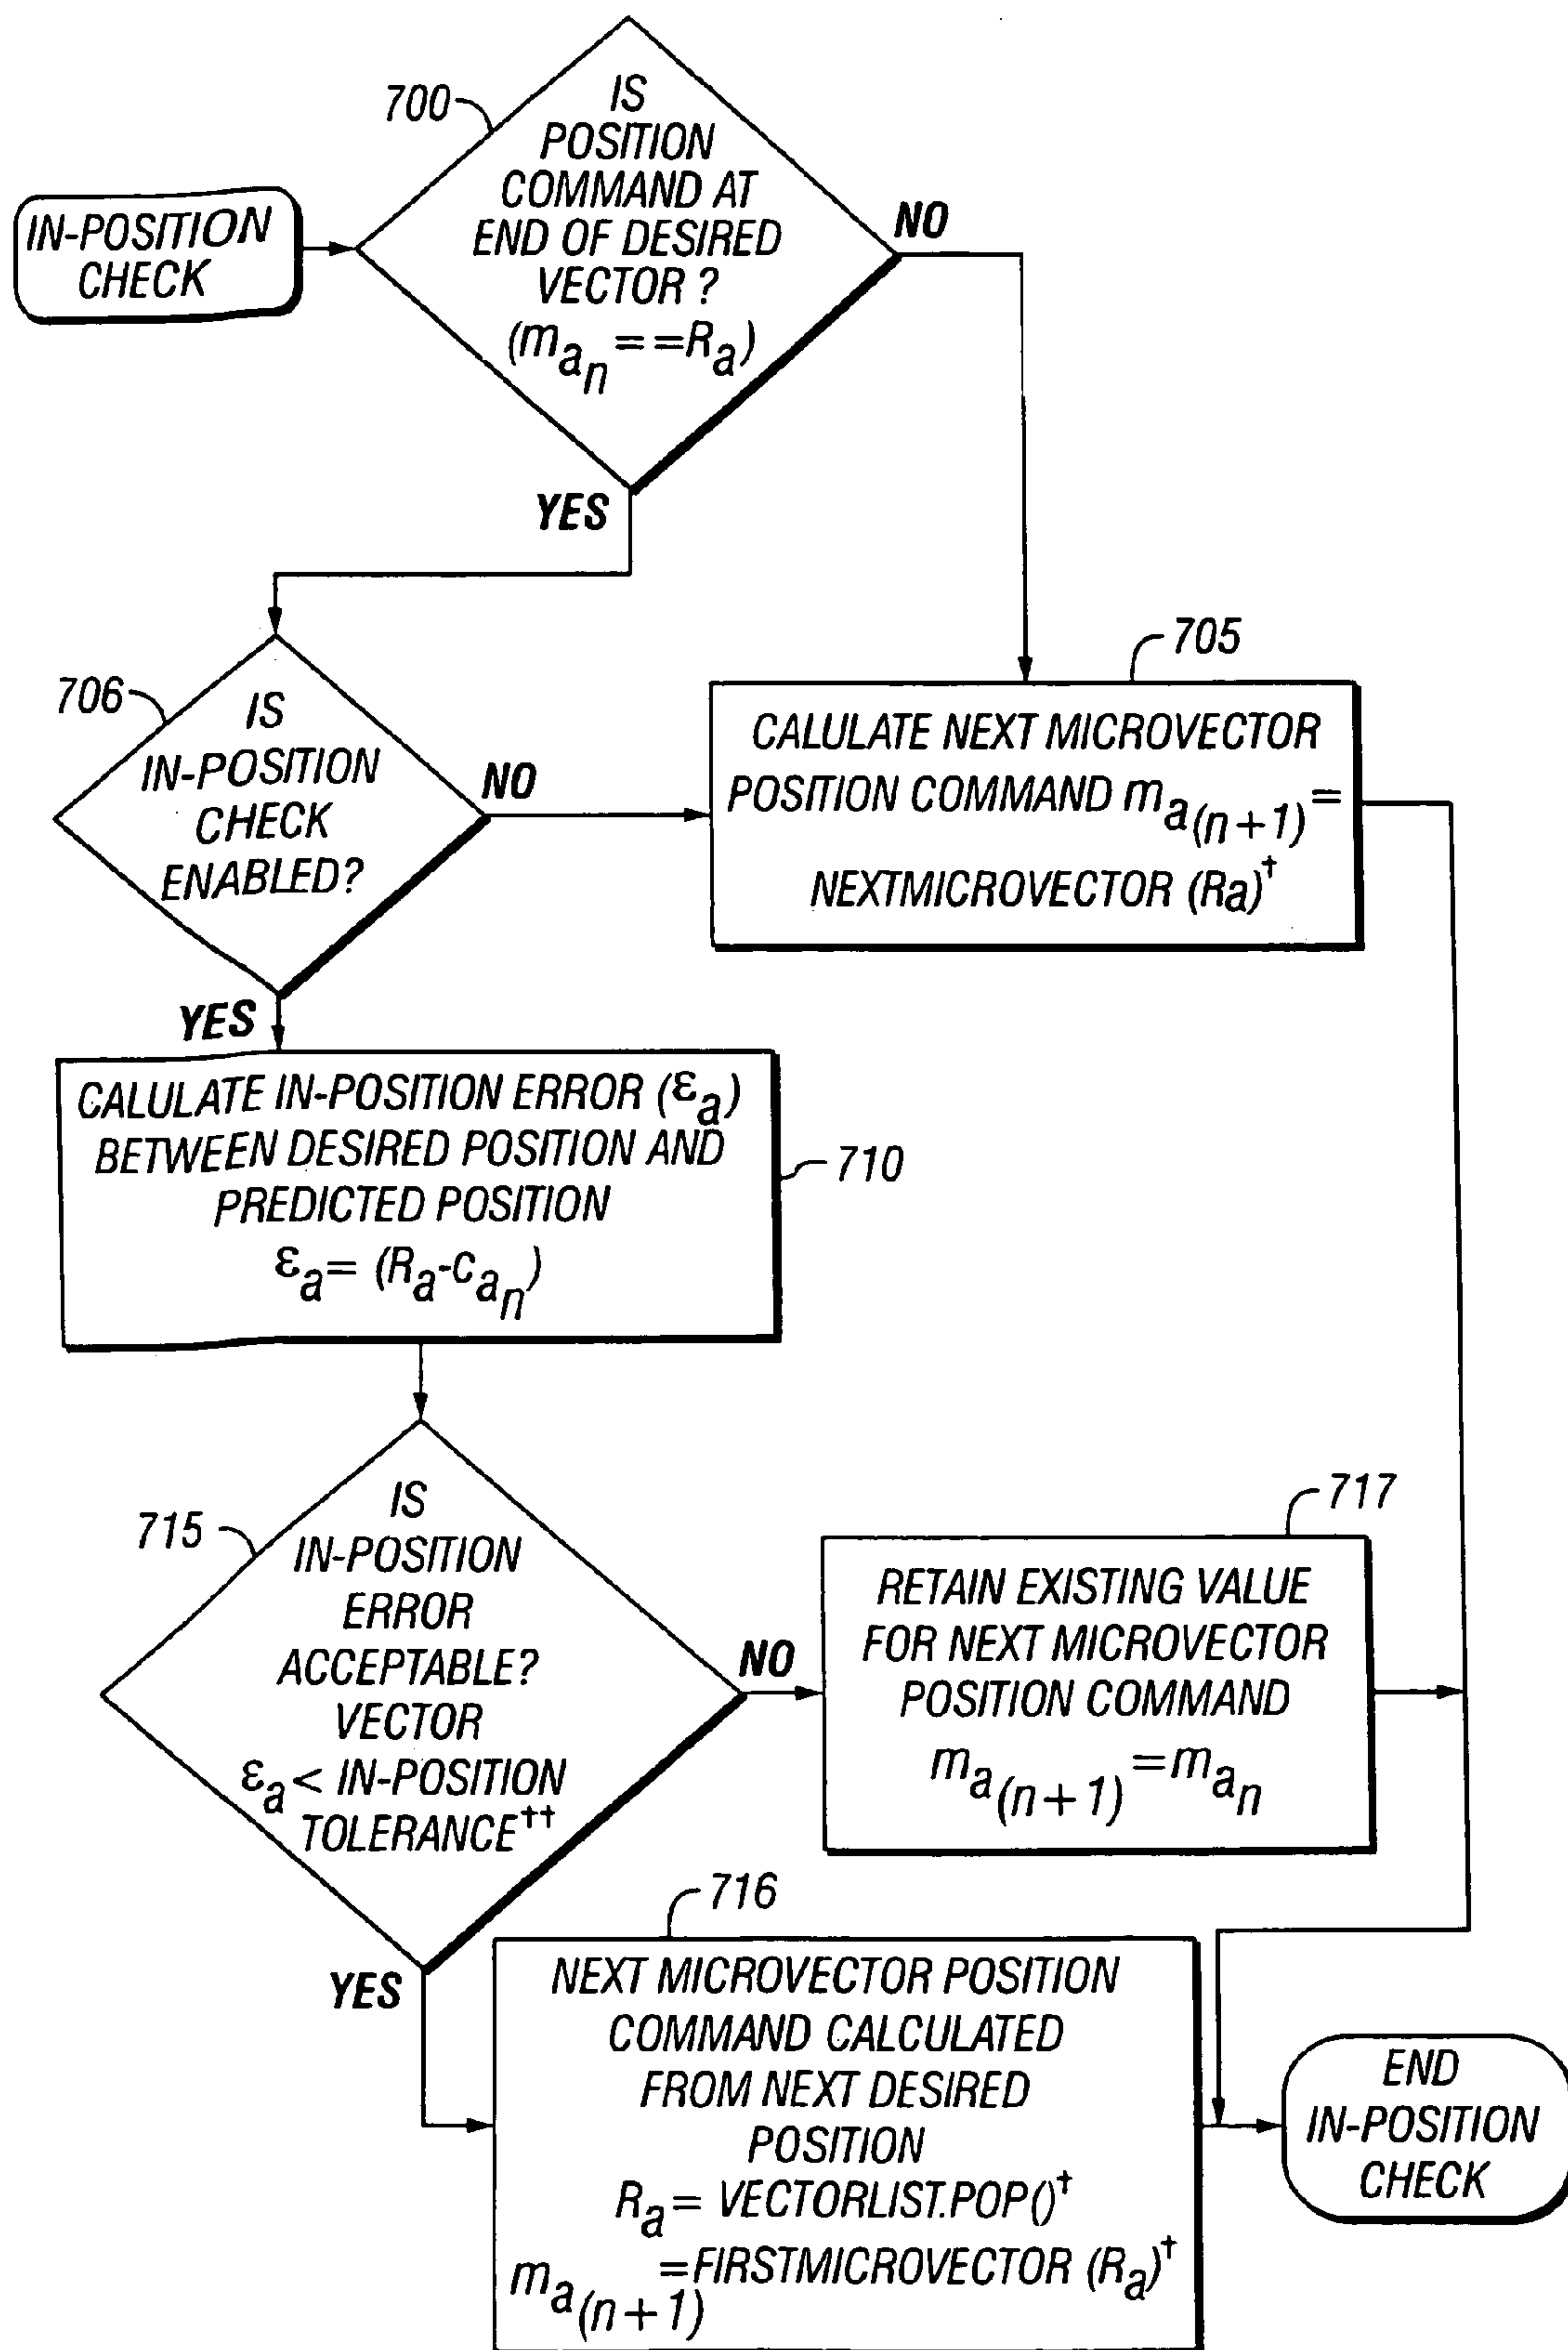 700
IS
POSITION
COMMAND AT
END OF DESIRED
VECTOR ?
(mₐₙ = =Rₐ)
IN-POSITION
CHECK
NO
YES
705
706
IS
IN-POSITION
CHECK
ENABLED?
NO
YES
CALULATE NEXT MICROVECTOR
POSITION COMMAND mₐ₍ₙ₊₁₎ =
NEXTMICROVECTOR (Ra)†
CALULATE IN-POSITION ERROR (εₐ)
BETWEEN DESIRED POSITION AND
PREDICTED POSITION
εₐ= (Rₐ-cₐₙ)
710
715
IS
IN-POSITION
ERROR
ACCEPTABLE?
VECTOR
εₐ< IN-POSITION
TOLERANCE††
NO
YES
717
RETAIN EXISTING VALUE
FOR NEXT MICROVECTOR
POSITION COMMAND
mₐ₍ₙ₊₁₎ =mₐₙ
716
NEXT MICROVECTOR POSITION
COMMAND CALCULATED
FROM NEXT DESIRED
POSITION
Rₐ= VECTORLIST.POP()†
mₐ₍ₙ₊₁₎ =FIRSTMICROVECTOR (Rₐ)†
END
IN-POSITION
CHECK